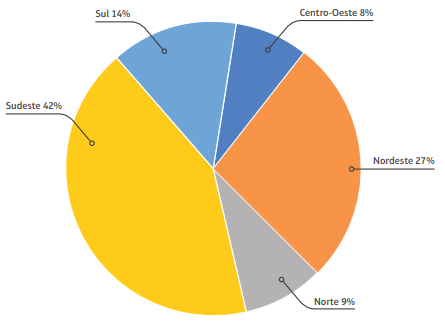 Centro-Oeste 8%
Sul 14%
Sudeste 42%
Nordeste 27%
Norte 9%